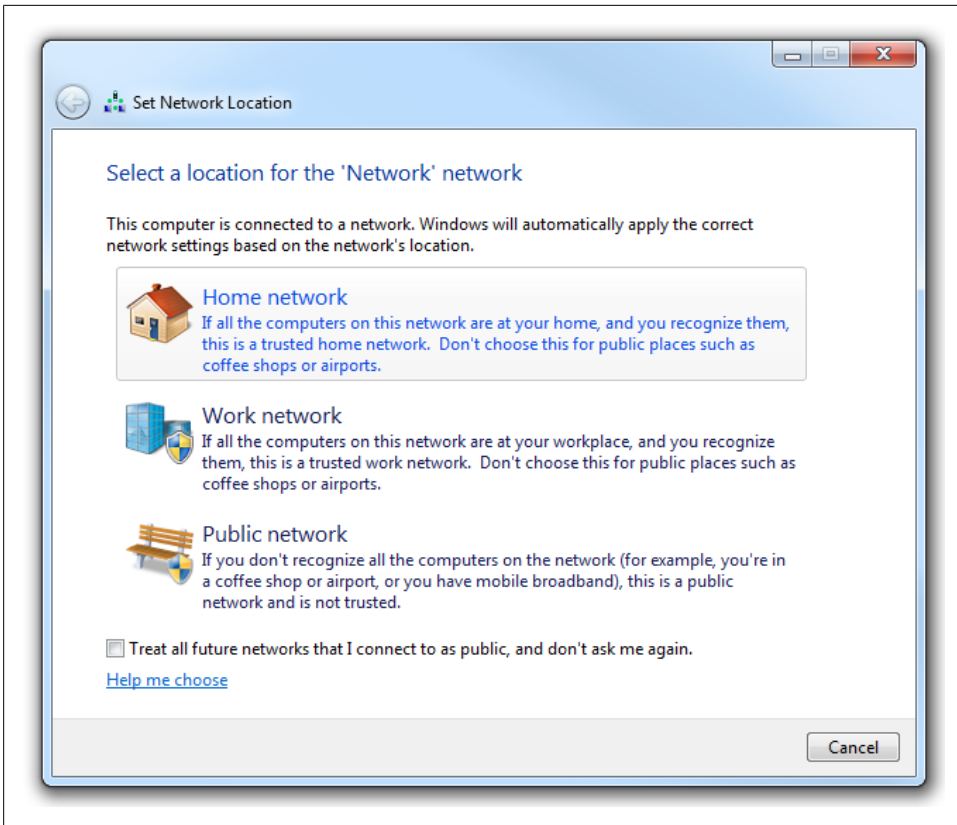 Set Network Location
Select a location for the 'Network' network
This computer is connected to a network. Windows will automatically apply the correct
network settings based on the network's location.
Home network
If all the computers on this network are at your home, and you recognize them,
this is a trusted home network.  Don't choose this for public places such as
coffee shops or airports.
Work network
If all the computers on this network are at your workplace, and you recognize
them, this is a trusted work network.  Don't choose this for public places such as
coffee shops or airports.
Public network
If you don't recognize all the computers on the network (for example, you're in
a coffee shop or airport, or you have mobile broadband), this is a public
network and is not trusted.
Treat all future networks that I connect to as public, and don't ask me again.
Help me choose
Cancel